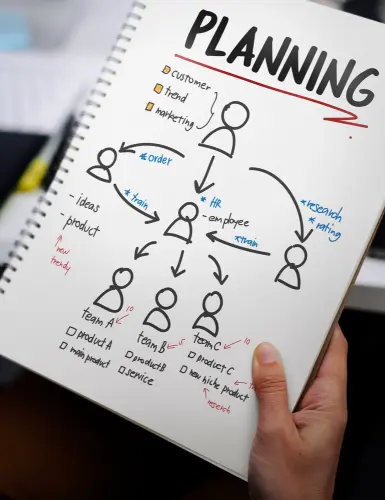 PLANNING
customer
trend
marketing
*order
*research
*rating
*train
* HR
- employee
*train
- ideas
- product
new
trendy
team A
10
product A
main product
team B
15
product B
service
team C
10
product C
new niche product
research